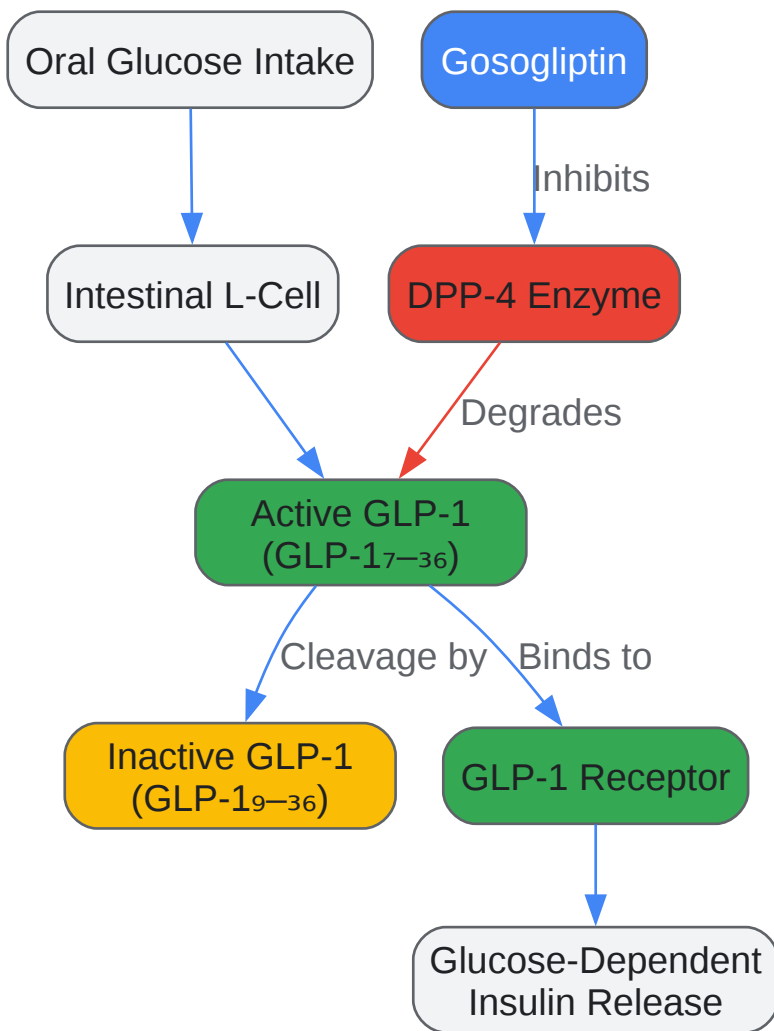 Oral Glucose Intake
Gosogliptin
Inhibits
Intestinal L-Cell
DPP-4 Enzyme
Degrades
Active GLP-1
(GLP-1₇–₃₆)
Cleavage by
Binds to
Inactive GLP-1
(GLP-1₉–₃₆)
GLP-1 Receptor
Glucose-Dependent
Insulin Release